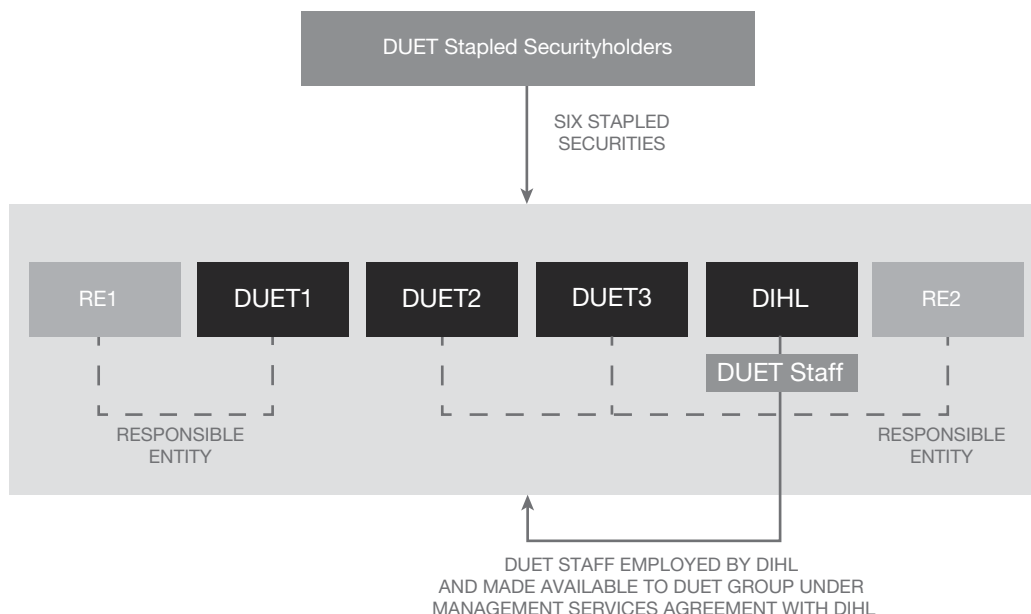 DUET Stapled Securityholders
SIX STAPLED
SECURITIES
RE1
DUET1
DUET2
DUET3
DIHL
RE2
DUET Staff
RESPONSIBLE
ENTITY
RESPONSIBLE
ENTITY
DUET STAFF EMPLOYED BY DIHL
AND MADE AVAILABLE TO DUET GROUP UNDER
MANAGEMENT SERVICES AGREEMENT WITH DIHL